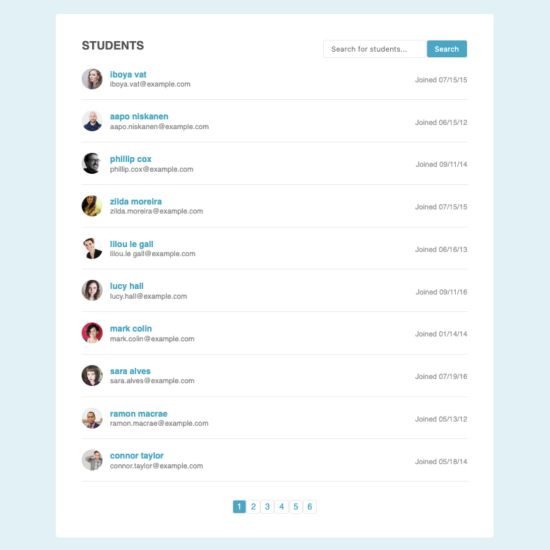 STUDENTS
Search for students...
Search
iboya vat
iboya.vat@example.com
Joined 07/15/15
aapo niskanen
aapo.niskanen@example.com
Joined 06/15/12
phillip cox
phillip.cox@example.com
Joined 09/11/14
zilda moreira
zilda.moreira@example.com
Joined 07/15/15
lilou le gall
lilou.le gall@example.com
Joined 06/16/13
lucy hall
lucy.hall@example.com
Joined 09/11/16
mark colin
mark.colin@example.com
Joined 01/14/14
sara alves
sara.alves@example.com
Joined 07/19/16
ramon macrae
ramon.macrae@example.com
Joined 05/13/12
connor taylor
connor.taylor@example.com
Joined 05/18/14
1 2 3 4 5 6